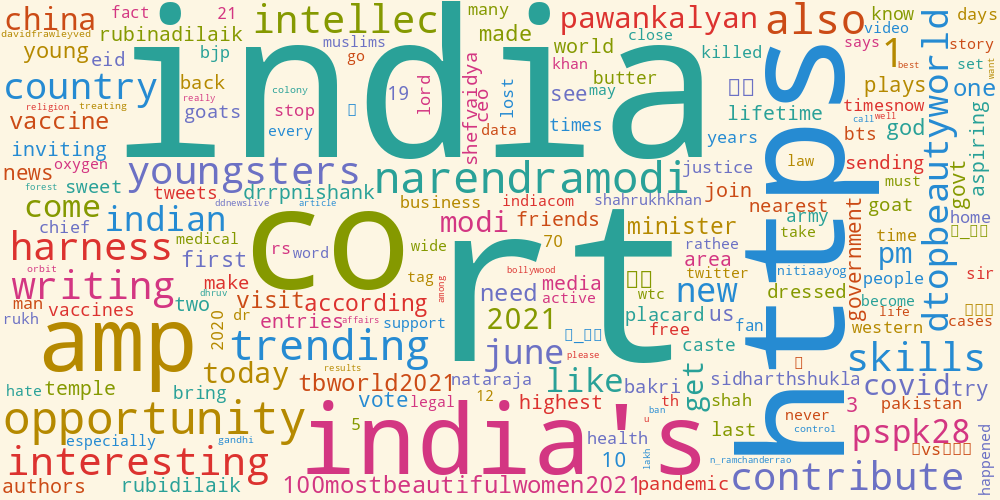 china
fact
21
intellect
many
pawankalyan
also
know
days
davidfrawleyved
rubinadilaik
india
made
video
dtopbeautyworld
young
eid
bjp
muslims
go
world
close
killed
says
1
best
story
country
back
khan
butter
see
may
plays
set
one
want
religion
treating
really
goats
colony
19
lord
shefvaidya
ceo
lost
https
lifetime
timesnow
vaccine
stop
every
data
times
years
bts
call
well
god
aspiring
inviting
news
oxygen
youngsters
narendramodi
justice
law
sending
govt
forest
sweet
tweets
drrpnishank
join
nearest
must
goat
home
come
ddnewslive
article
business
indiacom
shahrukhkhan
army
take
government
chief
indian
co
modi
friends
minister
time
harness
medical
first
rs
word
wide
70
rathee
area
pm
orbit
make
tag
among
bollywood
media
twitter
nitiaayog
people
sir
writing
two
visit
according
need
active
wtc
new
dressed
become
man
vaccines
dhruv
rt
2021
placard
us
life
cases
rukh
amp
2020
dr
entries
affairs
support
free
fan
western
trending
june
please
caste
skills
today
results
tbworld2021
nataraja
like
bakri
get
sidharthshukla
covid
try
hate
temple
bring
vote
legal
12
highest
th
shah
3
pakistan
opportunity
5
india's
u
ban
last
never
control
pspk28
especially
gandhi
health
interesting
10
lakh
n_ramchanderrao
happened
authors
rubidilaik
100mostbeautifulwomen2021
pandemic
contribute